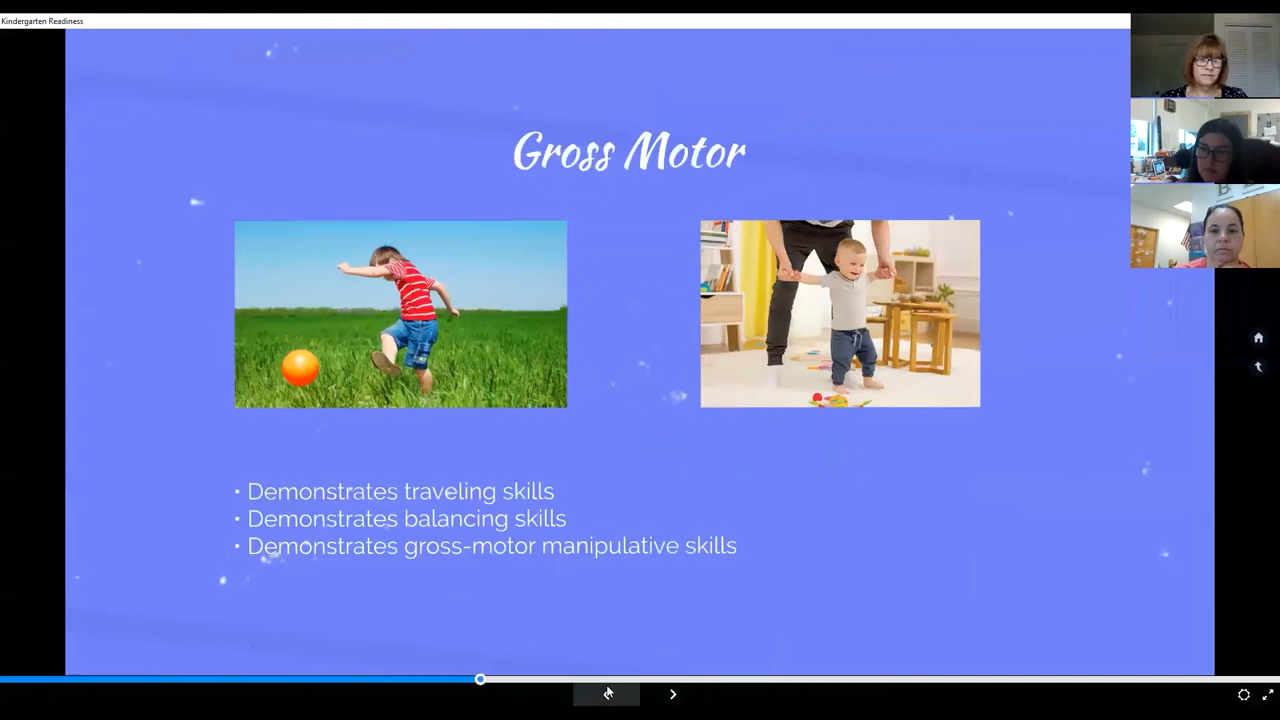 Kindergarten Readiness
Gross Motor
• Demonstrates traveling skills
• Demonstrates balancing skills
• Demonstrates gross-motor manipulative skills